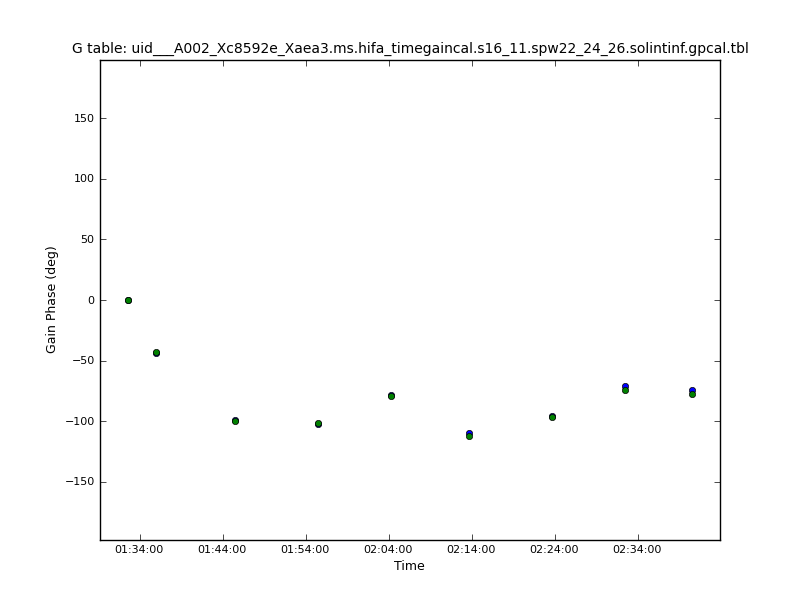 G table: uid___A002_Xc8592e_Xaea3.ms.hifa_timegaincal.s16_11.spw22_24_26.solintinf.gpcal.tbl
150
100
50
0
−50
−100
−150
Gain Phase (deg)
01:34:00 01:44:00 01:54:00 02:04:00 02:14:00 02:24:00 02:34:00
Time